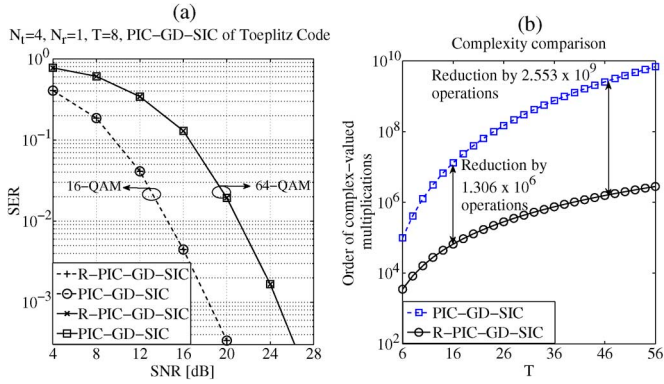 (a)
N_t=4, N_r=1, T=8, PIC−GD−SIC of Toeplitz Code
10^0
10^−1
10^−2
10^−3
SER
16−QAM
64−QAM
R−PIC−GD−SIC
PIC−GD−SIC
R−PIC−GD−SIC
PIC−GD−SIC
4 8 12 16 20 24 28
SNR [dB]
(b)
Complexity comparison
10^10
10^8
10^6
10^4
10^2
Order of complex−valued
multiplications
Reduction by 2.553 x 10^9
operations
Reduction by
1.306 x 10^6
operations
PIC−GD−SIC
R−PIC−GD−SIC
6 16 26 36 46 56
T